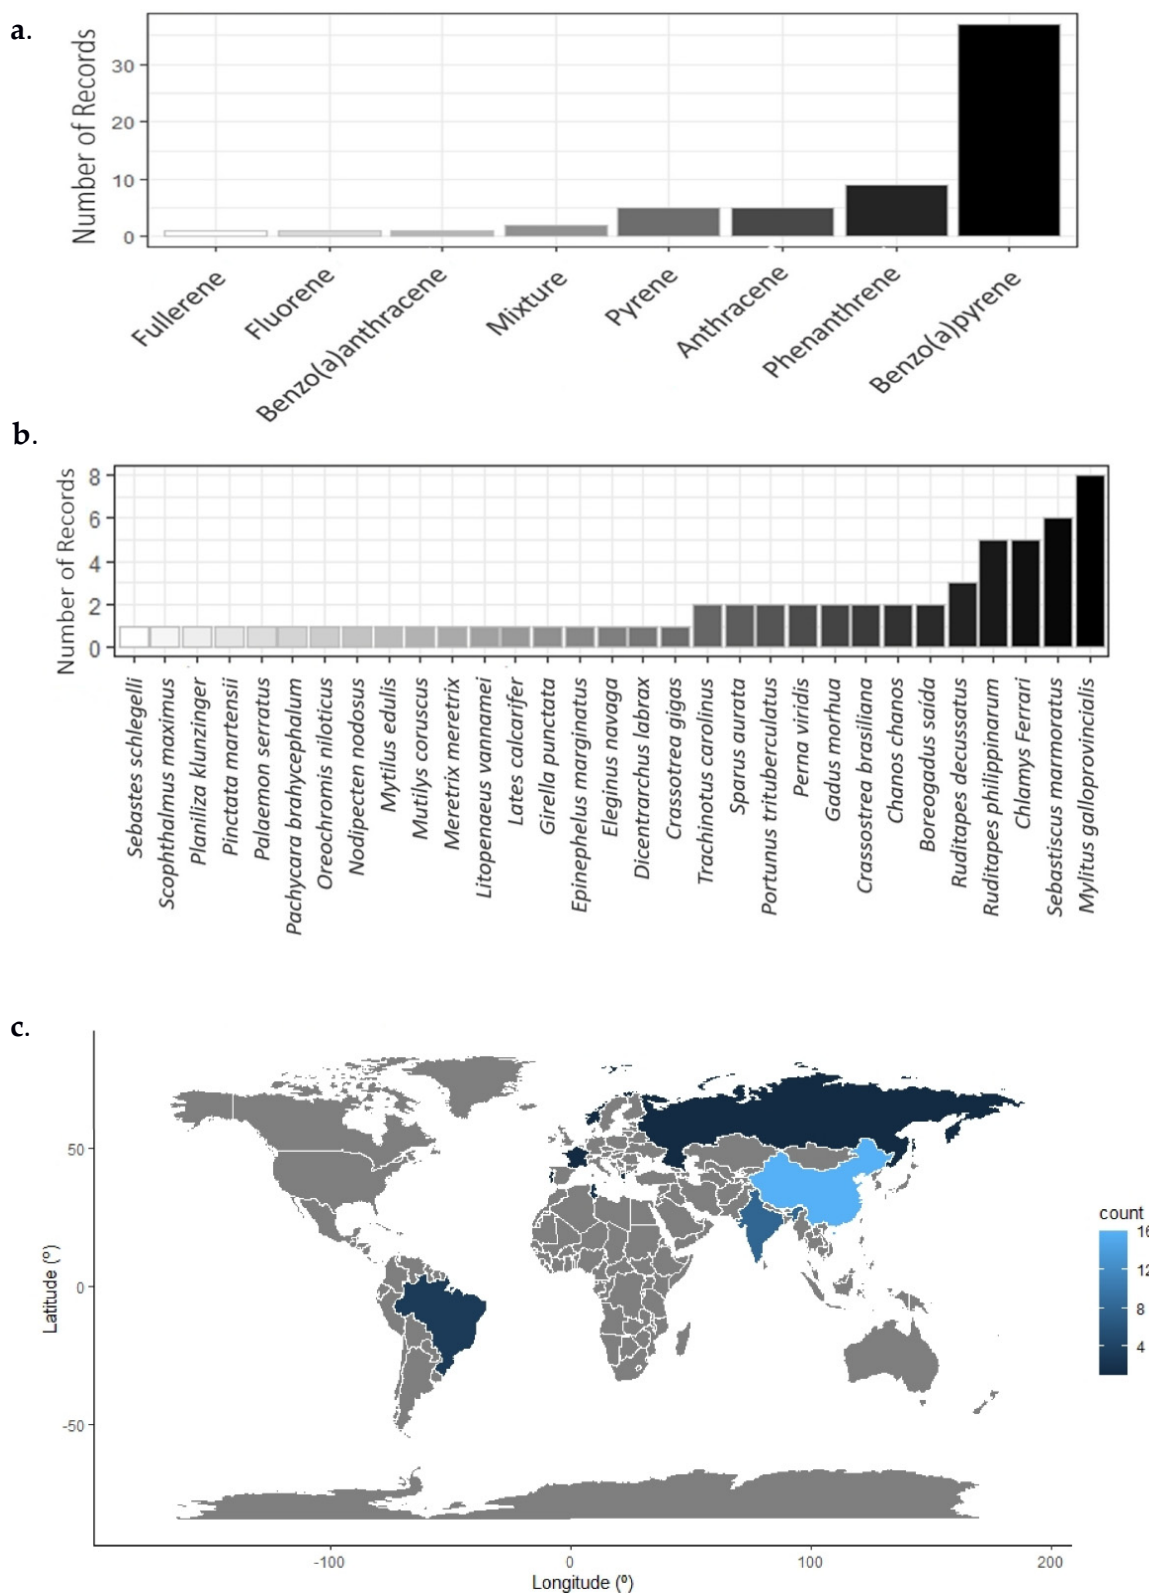 a.
Number of Records
30
20
10
0
Fullerene
Fluorene
Benzo(a)anthracene
Mixture
Pyrene
Anthracene
Phenanthrene
Benzo(a)pyrene
b.
Number of Records
8
6
4
2
0
Sebastes schlegelli
Scophthalmus maximus
Planiliza klunzinger
Pinctata martensii
Palaemon serratus
Pachycara brahycephalum
Oreochromis niloticus
Nodipecten nodosus
Mytilus edulis
Mutilys coruscus
Meretrix meretrix
Litopenaeus vannamei
Lates calcarifer
Girella punctata
Epinephelus marginatus
Eleginus navaga
Dicentrarchus labrax
Crassotrea gigas
Trachinotus carolinus
Sparus aurata
Portunus trituberculatus
Perna viridis
Gadus morhua
Crassostrea brasiliana
Chanos chanos
Boreogadus saida
Ruditapes decussatus
Ruditapes philippinarum
Chlamys Ferrari
Sebastiscus marmoratus
Mylitus galloprovincialis
c.
Latitude (º)
50
0
-50
-100
0
100
200
Longitude (º)
count
16
12
8
4